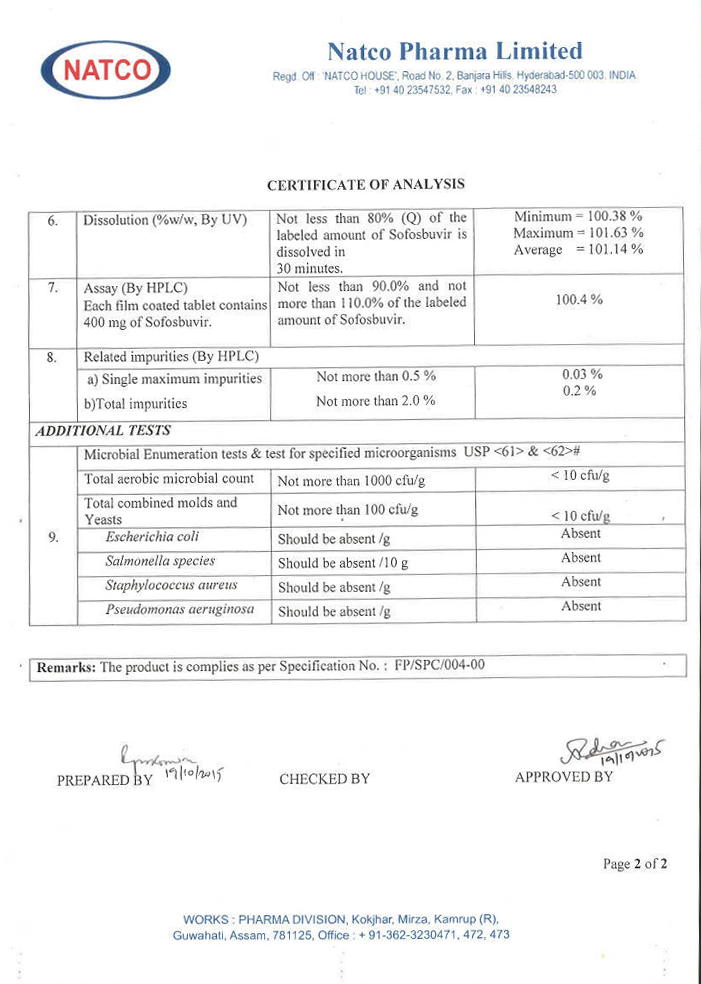 NATCO
Natco Pharma Limited
Regd. Off : 'NATCO HOUSE', Road No. 2, Banjara Hills, Hyderabad-500 003. INDIA
Tel : +91 40 23547532, Fax : +91 40 23548243
CERTIFICATE OF ANALYSIS
6. Dissolution (%w/w, By UV) Not less than 80% (Q) of the labeled amount of Sofosbuvir is dissolved in 30 minutes. Minimum = 100.38 % Maximum = 101.63 % Average = 101.14 %
7. Assay (By HPLC) Each film coated tablet contains 400 mg of Sofosbuvir. Not less than 90.0% and not more than 110.0% of the labeled amount of Sofosbuvir. 100.4 %
8. Related impurities (By HPLC)
a) Single maximum impurities Not more than 0.5 % 0.03 %
b)Total impurities Not more than 2.0 % 0.2 %
ADDITIONAL TESTS
9. Microbial Enumeration tests & test for specified microorganisms USP <61> & <62>#
Total aerobic microbial count Not more than 1000 cfu/g < 10 cfu/g
Total combined molds and Yeasts Not more than 100 cfu/g < 10 cfu/g
Escherichia coli Should be absent /g Absent
Salmonella species Should be absent /10 g Absent
Staphylococcus aureus Should be absent /g Absent
Pseudomonas aeruginosa Should be absent /g Absent
Remarks: The product is complies as per Specification No. : FP/SPC/004-00
PREPARED BY 19/10/2015 CHECKED BY APPROVED BY 19/10/2015
Page 2 of 2
WORKS : PHARMA DIVISION, Kokjhar, Mirza, Kamrup (R),
Guwahati, Assam, 781125, Office : + 91-362-3230471, 472, 473